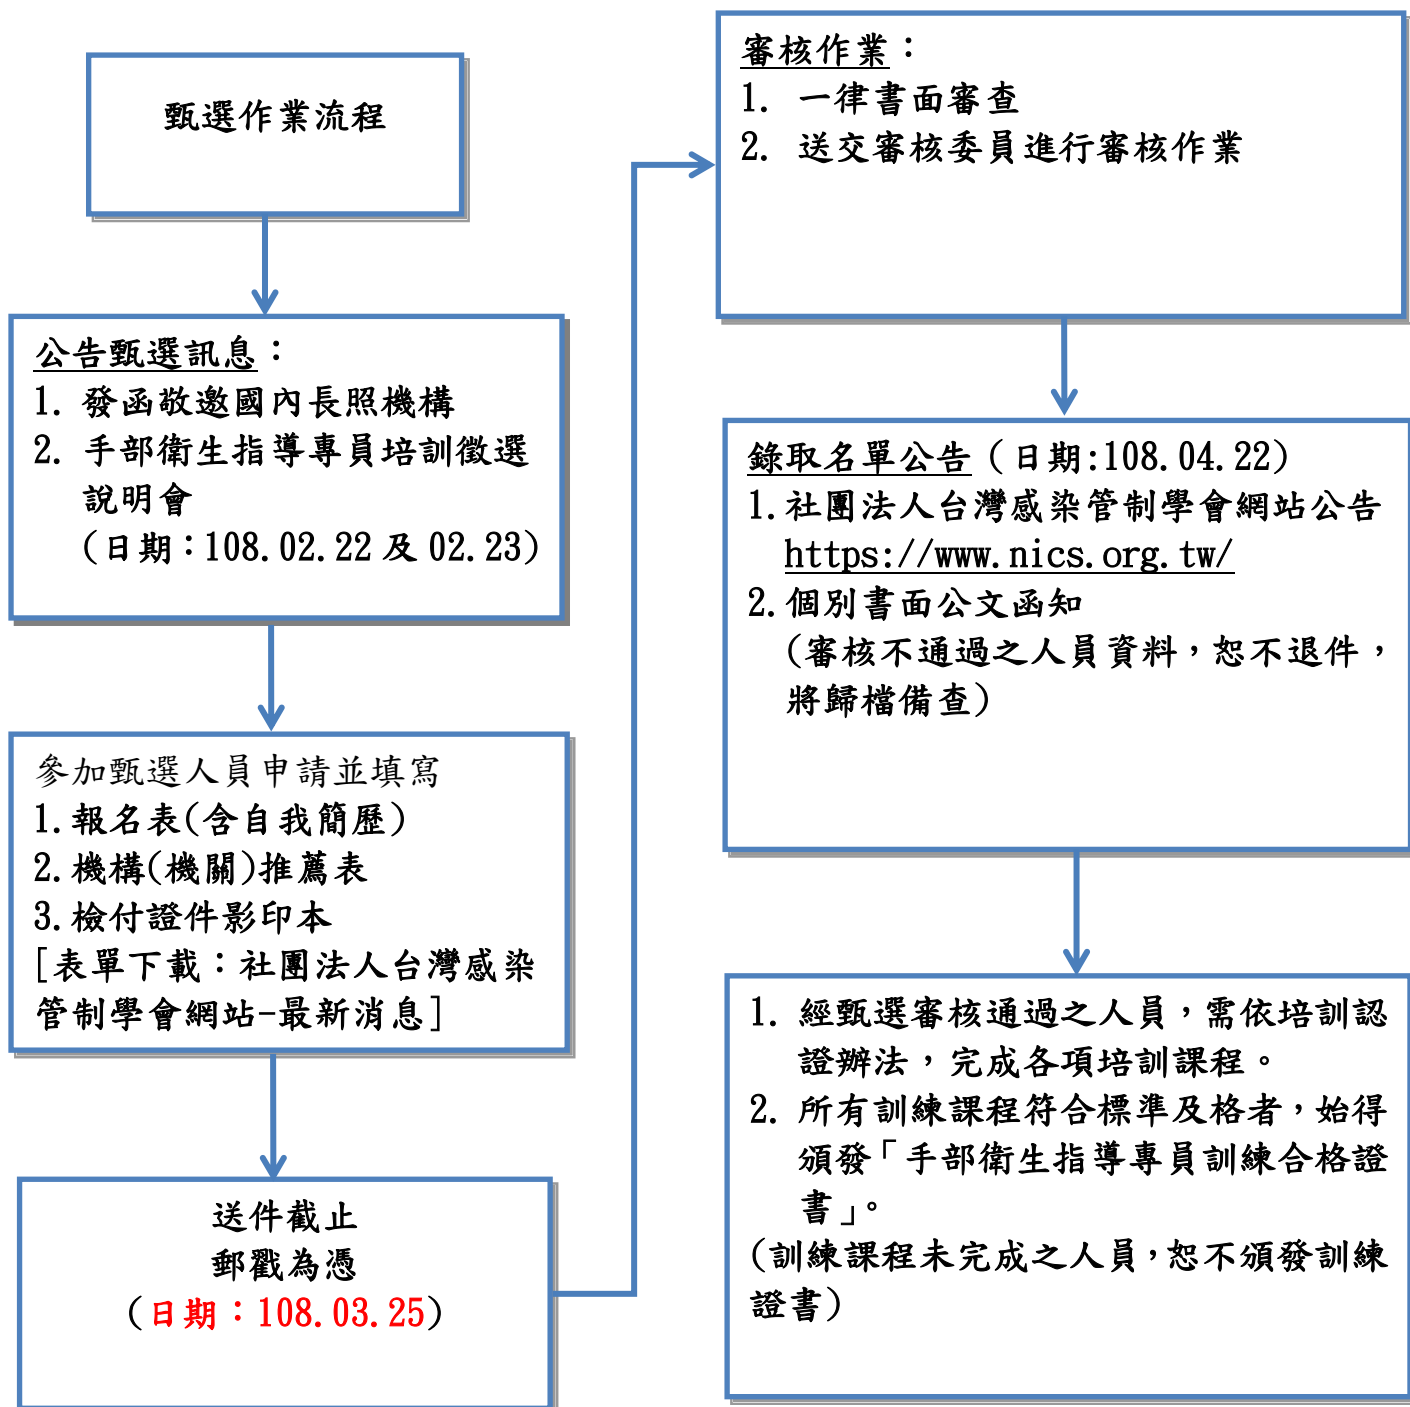 甄選作業流程
公告甄選訊息：
1. 發函敬邀國內長照機構
2. 手部衛生指導專員培訓徵選
說明會
(日期：108.02.22 及 02.23)
參加甄選人員申請並填寫
1.報名表(含自我簡歷)
2.機構(機關)推薦表
3.檢付證件影印本
[表單下載：社團法人台灣感染
管制學會網站-最新消息]
送件截止
郵戳為憑
(日期：108.03.25)
審核作業：
1. 一律書面審查
2. 送交審核委員進行審核作業
錄取名單公告（日期:108.04.22)
1.社團法人台灣感染管制學會網站公告
https://www.nics.org.tw/
2.個別書面公文函知
(審核不通過之人員資料，恕不退件，
將歸檔備查)
1. 經甄選審核通過之人員，需依培訓認
證辦法，完成各項培訓課程。
2. 所有訓練課程符合標準及格者，始得
頒發「手部衛生指導專員訓練合格證
書」。
(訓練課程未完成之人員，恕不頒發訓練
證書)